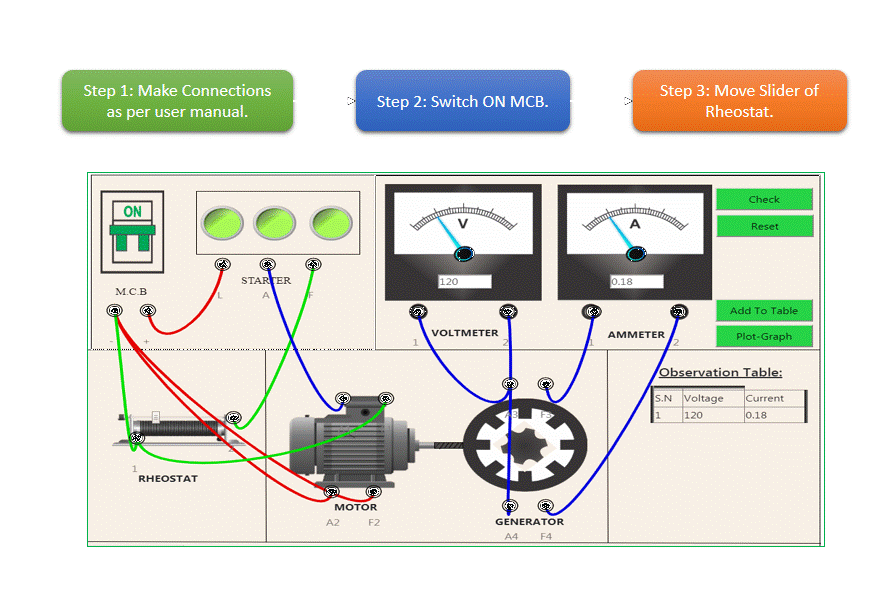 Step 1: Make Connections
as per user manual.
Step 2: Switch ON MCB.
Step 3: Move Slider of
Rheostat.
ON
M.C.B
- +
STARTER
L A F
V
120
VOLTMETER
1 2
A
0.18
AMMETER
1 2
Check
Reset
Add To Table
Plot-Graph
1 2
RHEOSTAT
MOTOR
A2 F2
A3 F3
GENERATOR
A4 F4
Observation Table:
S.N Voltage Current
1 120 0.18